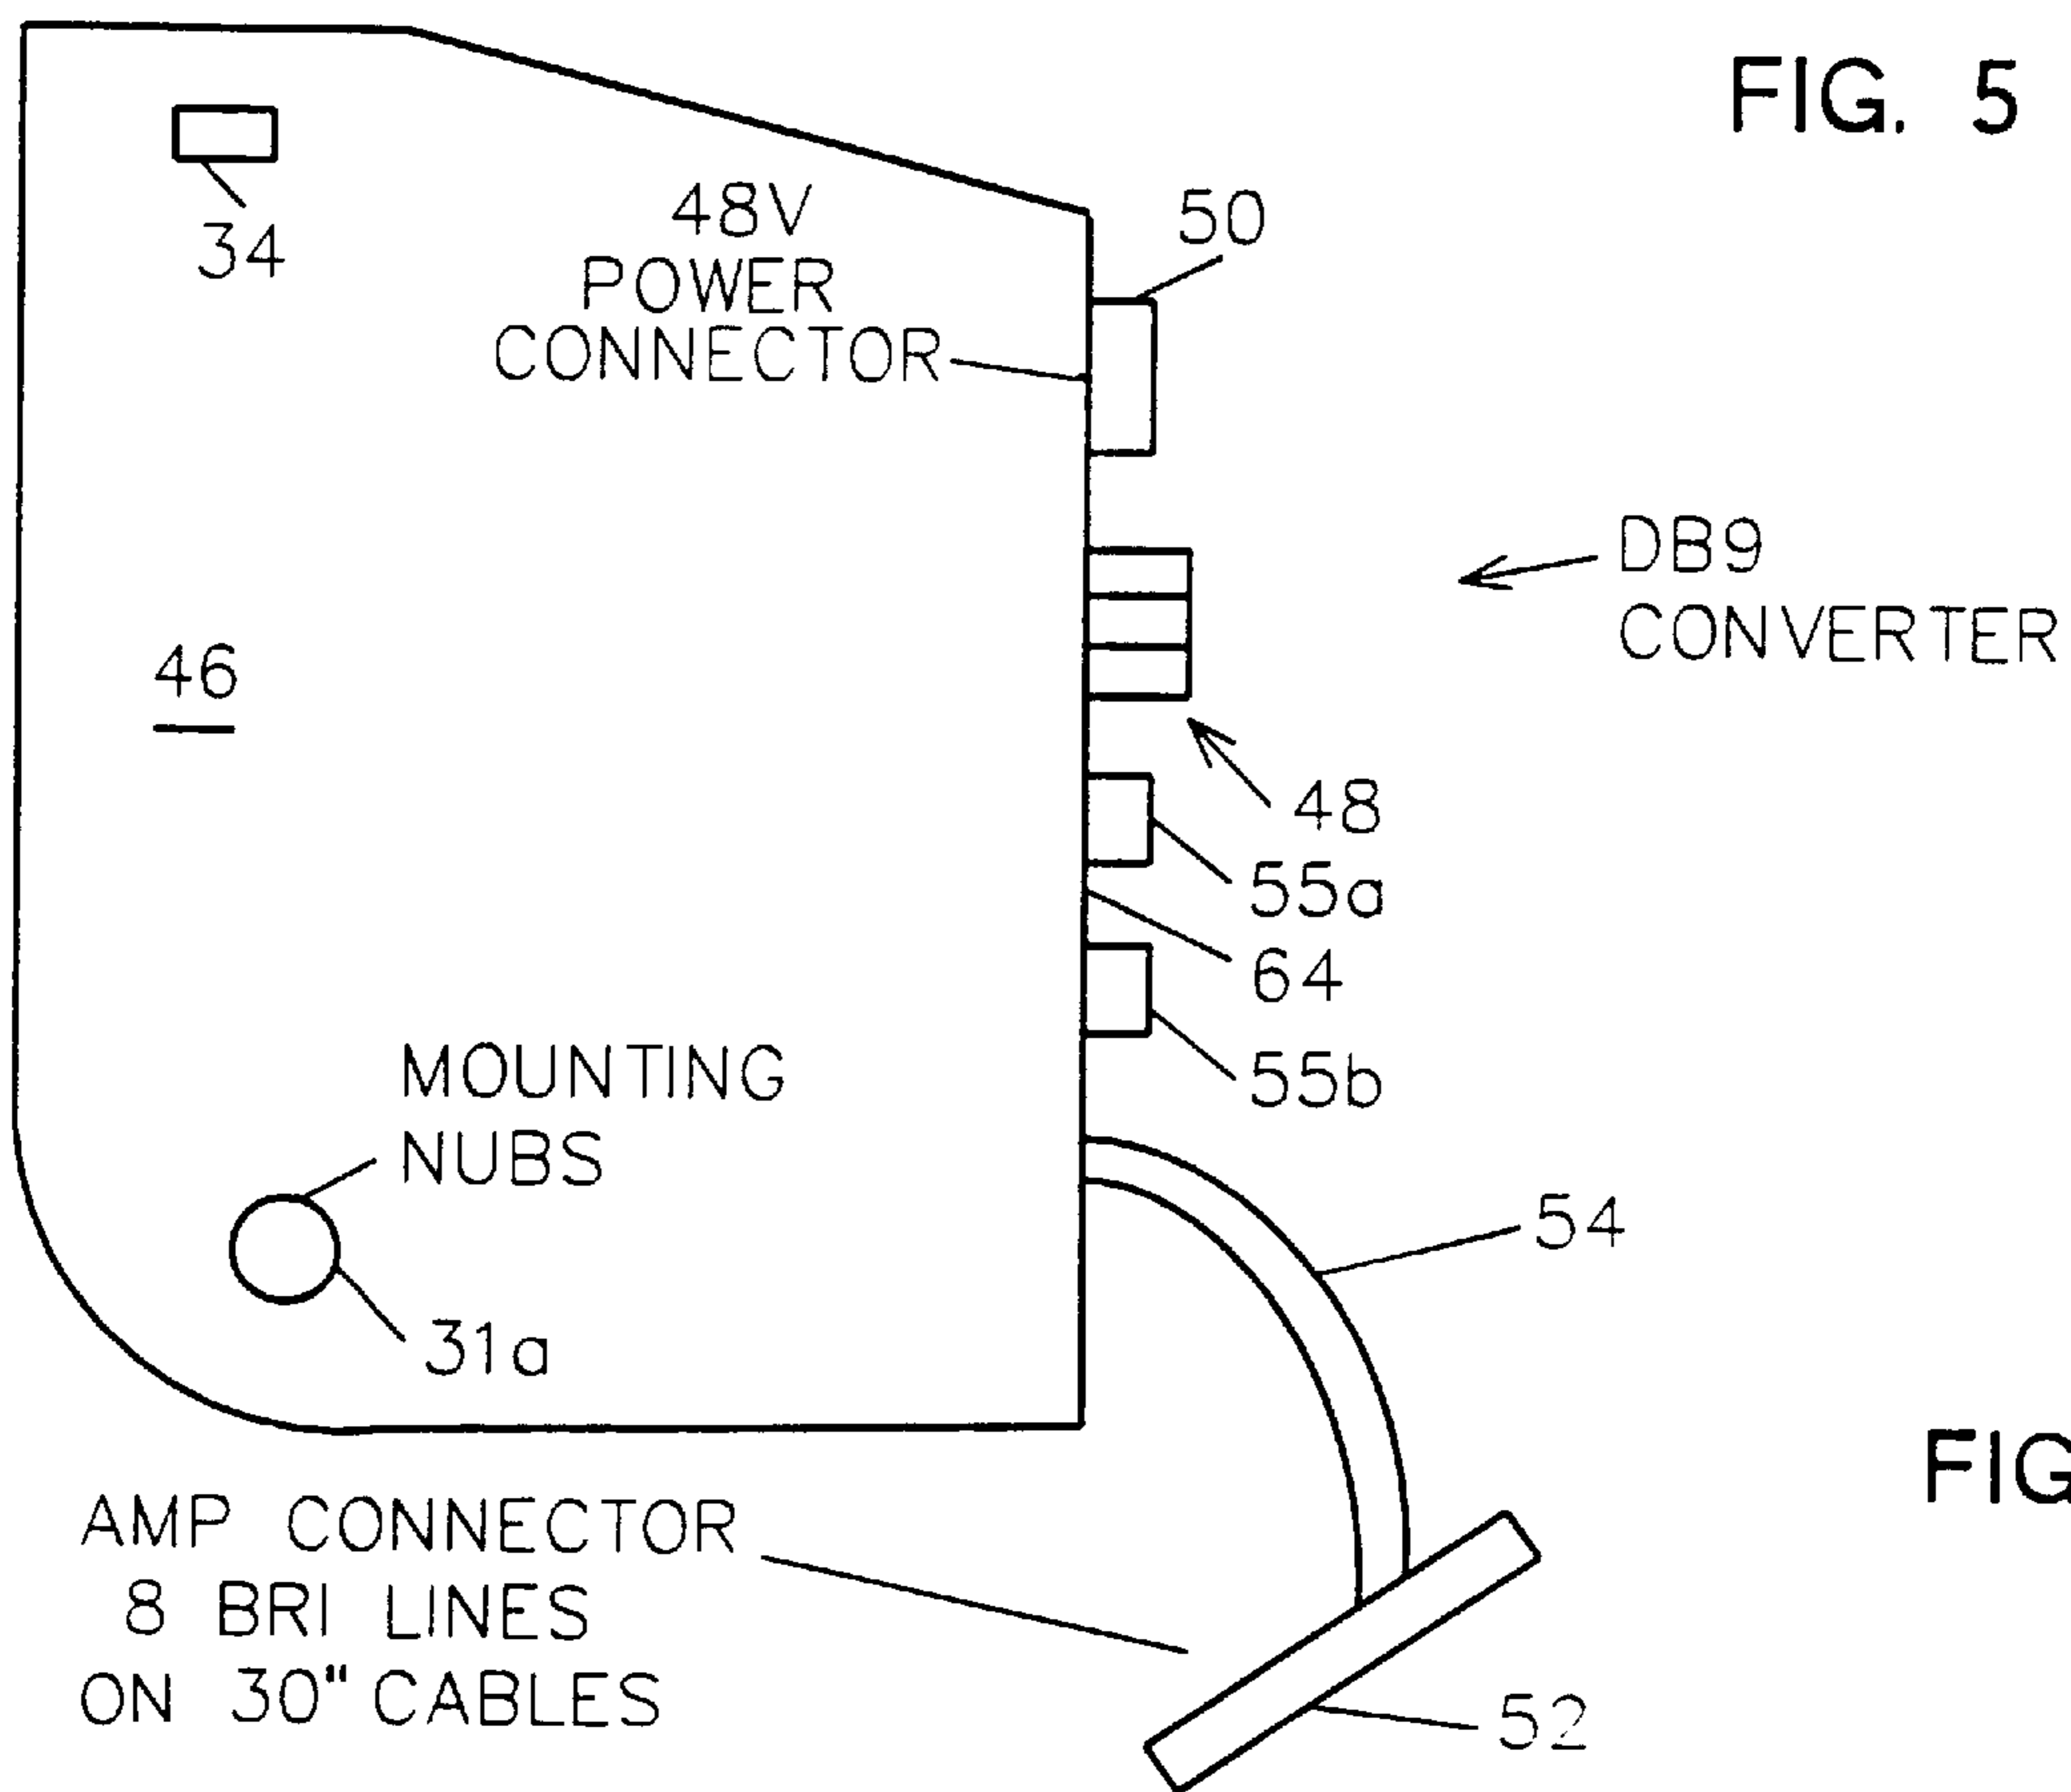 FIG. 5
34
48V
POWER
CONNECTOR
50
DB9
CONVERTER
46
48
55a
64
55b
MOUNTING
NUBS
31a
54
FIG
AMP CONNECTOR
8 BRI LINES
ON 30" CABLES
52